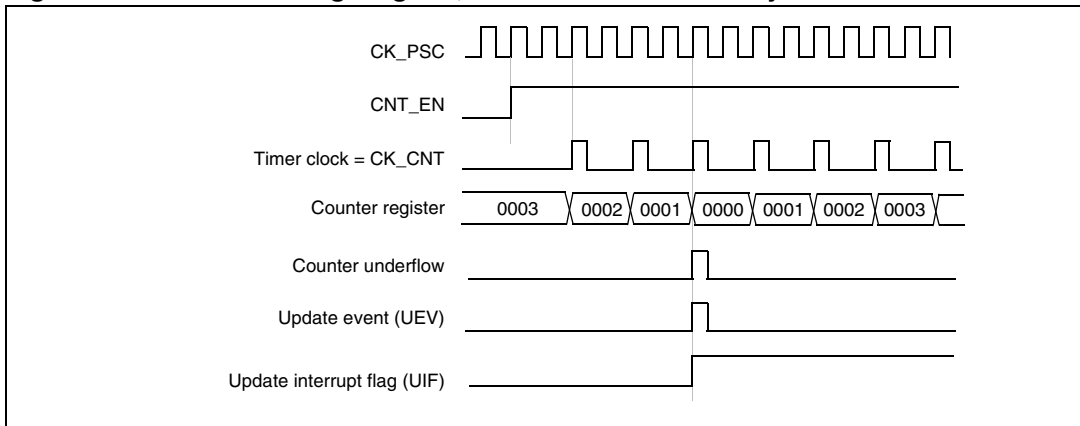 CK_PSC
CNT_EN
Timer clock = CK_CNT
Counter register 0003 0002 0001 0000 0001 0002 0003
Counter underflow
Update event (UEV)
Update interrupt flag (UIF)